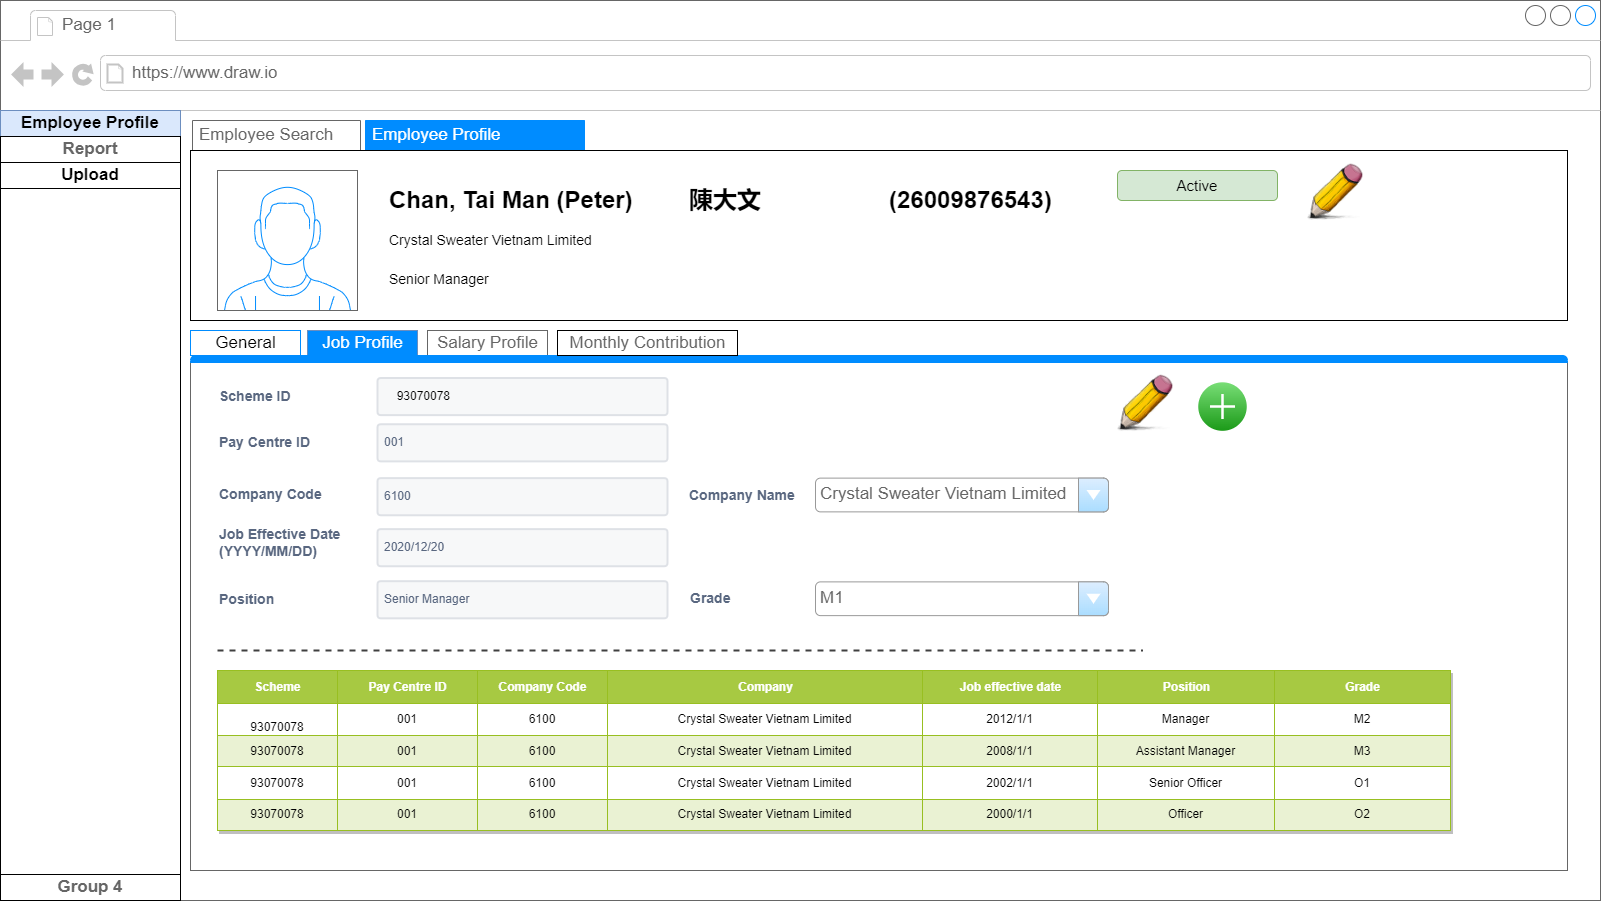 Page 1
https://www.draw.io
Employee Profile
Report
Upload
Group 4
Employee Search
Employee Profile
Chan, Tai Man (Peter) 陳大文 (26009876543)
Active
Crystal Sweater Vietnam Limited
Senior Manager
General
Job Profile
Salary Profile
Monthly Contribution
Scheme ID 93070078
Pay Centre ID 001
Company Code 6100 Company Name Crystal Sweater Vietnam Limited
Job Effective Date
(YYYY/MM/DD) 2020/12/20
Position Senior Manager Grade M1
Scheme Pay Centre ID Company Code Company Job effective date Position Grade
93070078 001 6100 Crystal Sweater Vietnam Limited 2012/1/1 Manager M2
93070078 001 6100 Crystal Sweater Vietnam Limited 2008/1/1 Assistant Manager M3
93070078 001 6100 Crystal Sweater Vietnam Limited 2002/1/1 Senior Officer O1
93070078 001 6100 Crystal Sweater Vietnam Limited 2000/1/1 Officer O2